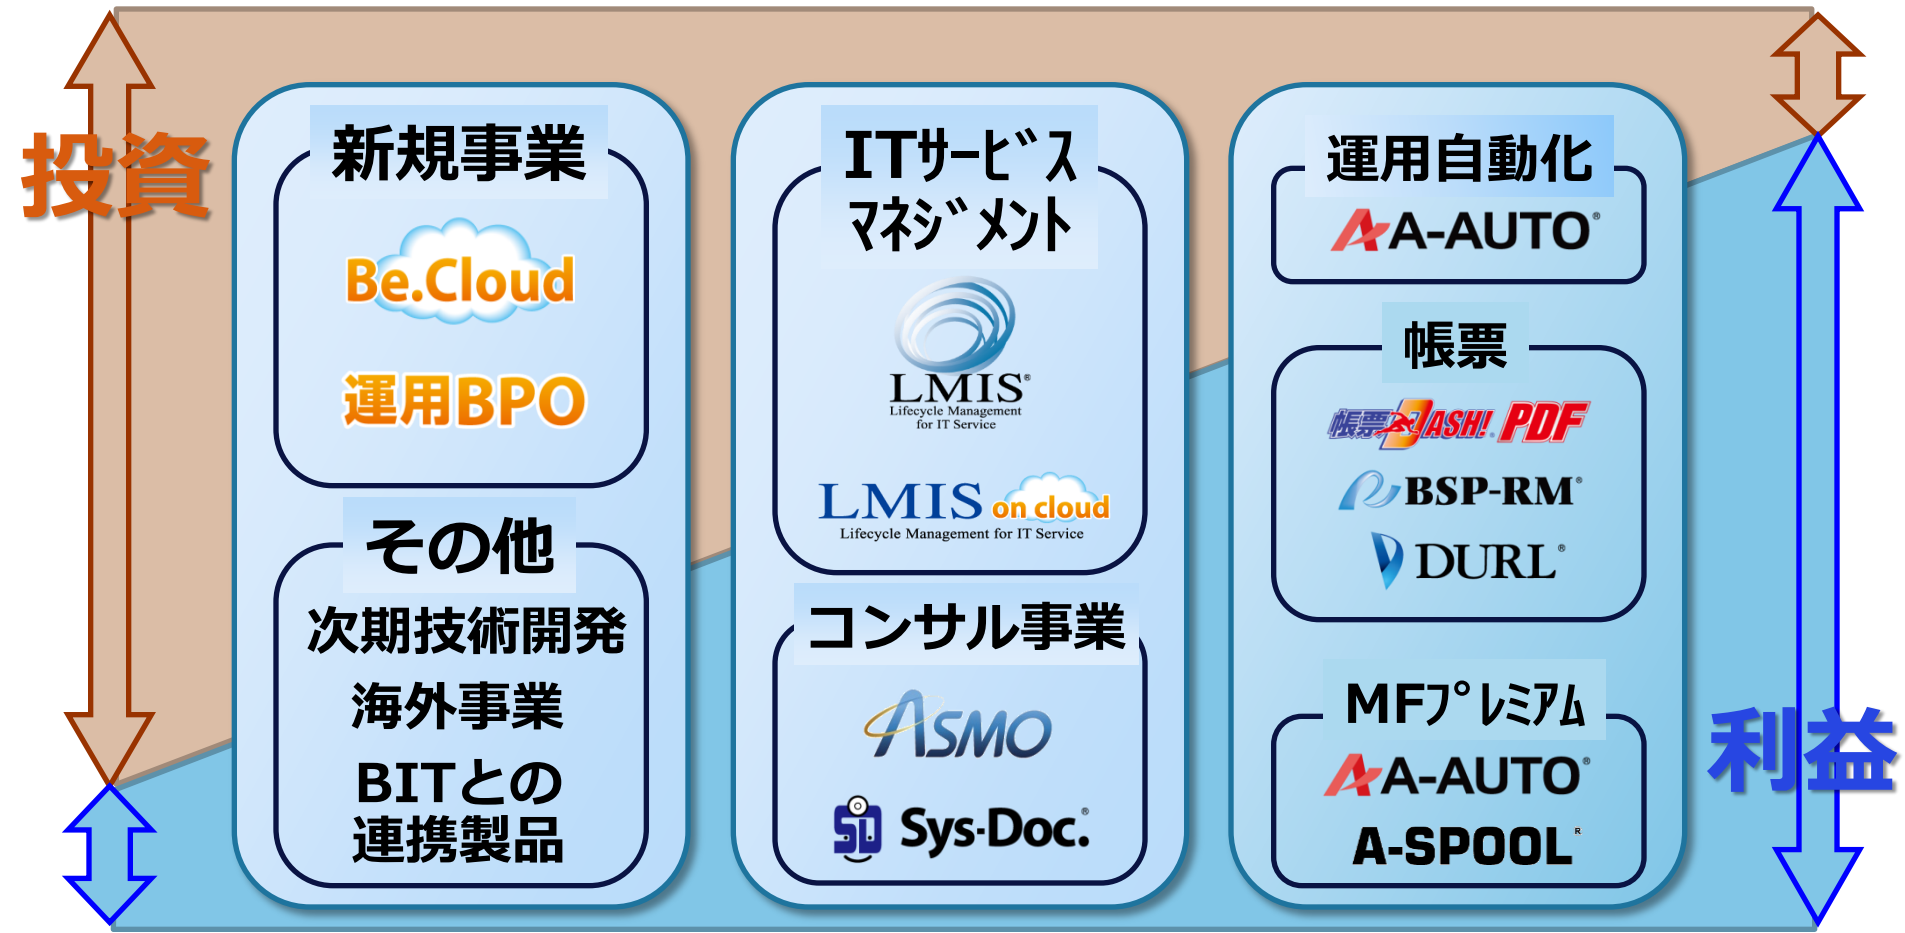 投資
新規事業
Be.Cloud
運用BPO
その他
次期技術開発
海外事業
BITとの
連携製品
ITｻｰﾋﾞｽ
ﾏﾈｼﾞﾒﾝﾄ
LMIS®
Lifecycle Management
for IT Service
LMIS on cloud
Lifecycle Management for IT Service
コンサル事業
ASMO
SD Sys-Doc.®
運用自動化
A-AUTO®
帳票
帳票DASH!® PDF
BSP-RM®
DURL®
MFﾌﾟﾚﾐｱﾑ
A-AUTO®
A-SPOOL®
利益